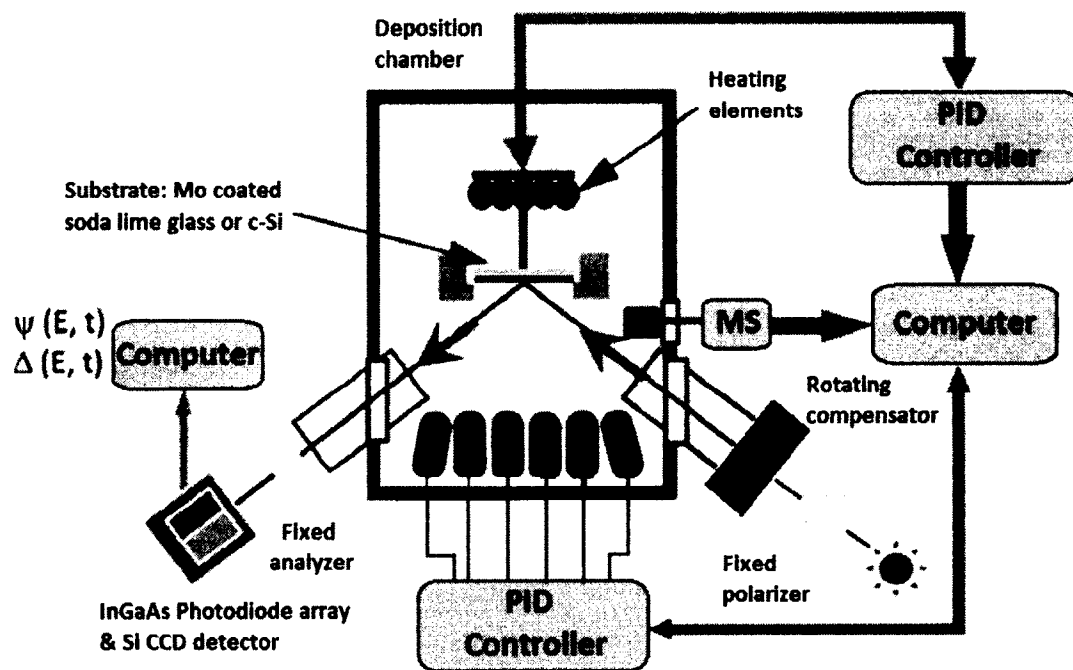 Deposition
chamber
Heating
elements
PID
Controller
Substrate: Mo coated
soda lime glass or c-Si
ψ (E, t)
Δ (E, t)
Computer
MS
Computer
Rotating
compensator
Fixed
analyzer
Fixed
polarizer
InGaAs Photodiode array
& Si CCD detector
PID
Controller